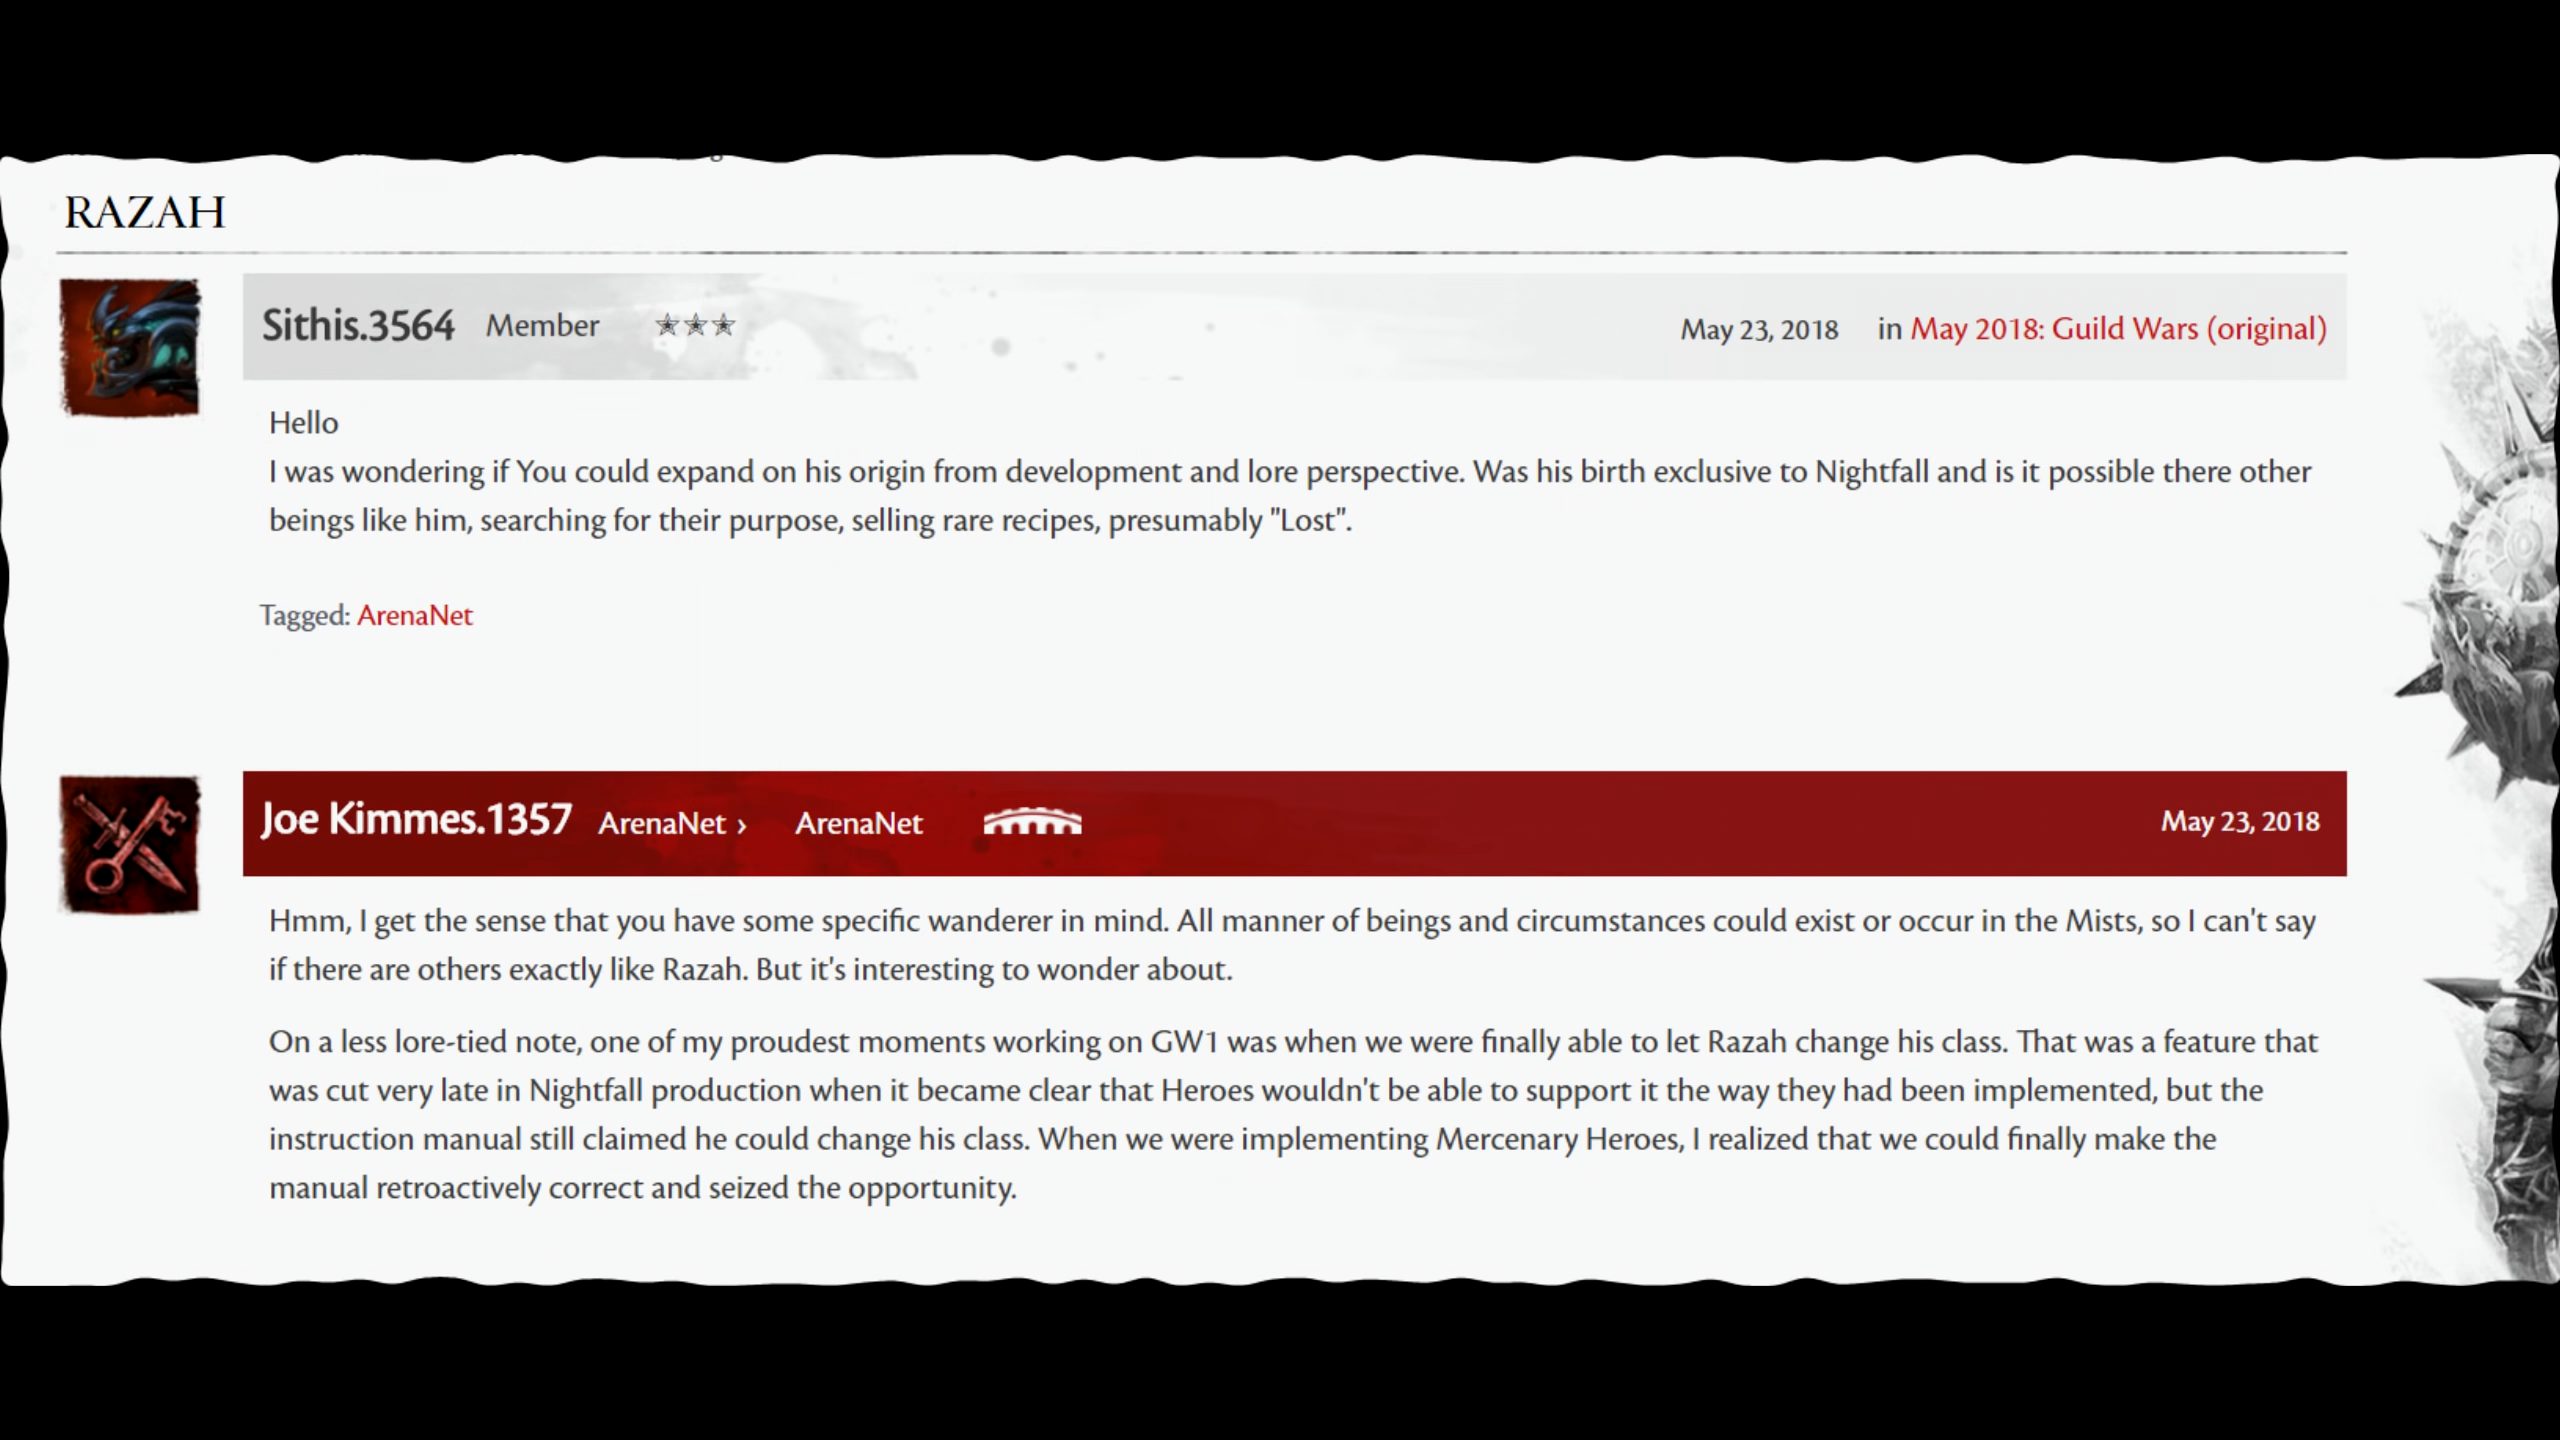 RAZAH
Sithis.3564 Member ✭✭✭ May 23, 2018 in May 2018: Guild Wars (original)
Hello
I was wondering if You could expand on his origin from development and lore perspective. Was his birth exclusive to Nightfall and is it possible there other
beings like him, searching for their purpose, selling rare recipes, presumably "Lost".
Tagged: ArenaNet
Joe Kimmes.1357 ArenaNet › ArenaNet May 23, 2018
Hmm, I get the sense that you have some specific wanderer in mind. All manner of beings and circumstances could exist or occur in the Mists, so I can't say
if there are others exactly like Razah. But it's interesting to wonder about.
On a less lore-tied note, one of my proudest moments working on GW1 was when we were finally able to let Razah change his class. That was a feature that
was cut very late in Nightfall production when it became clear that Heroes wouldn't be able to support it the way they had been implemented, but the
instruction manual still claimed he could change his class. When we were implementing Mercenary Heroes, I realized that we could finally make the
manual retroactively correct and seized the opportunity.